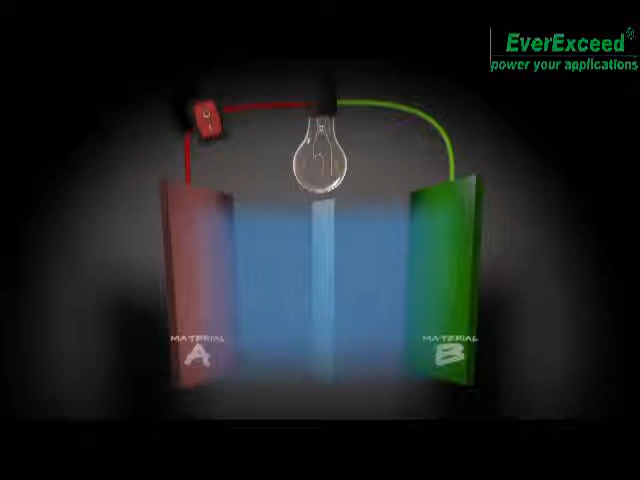 EverExceed®
power your applications
MATERIAL
A
MATERIAL
B